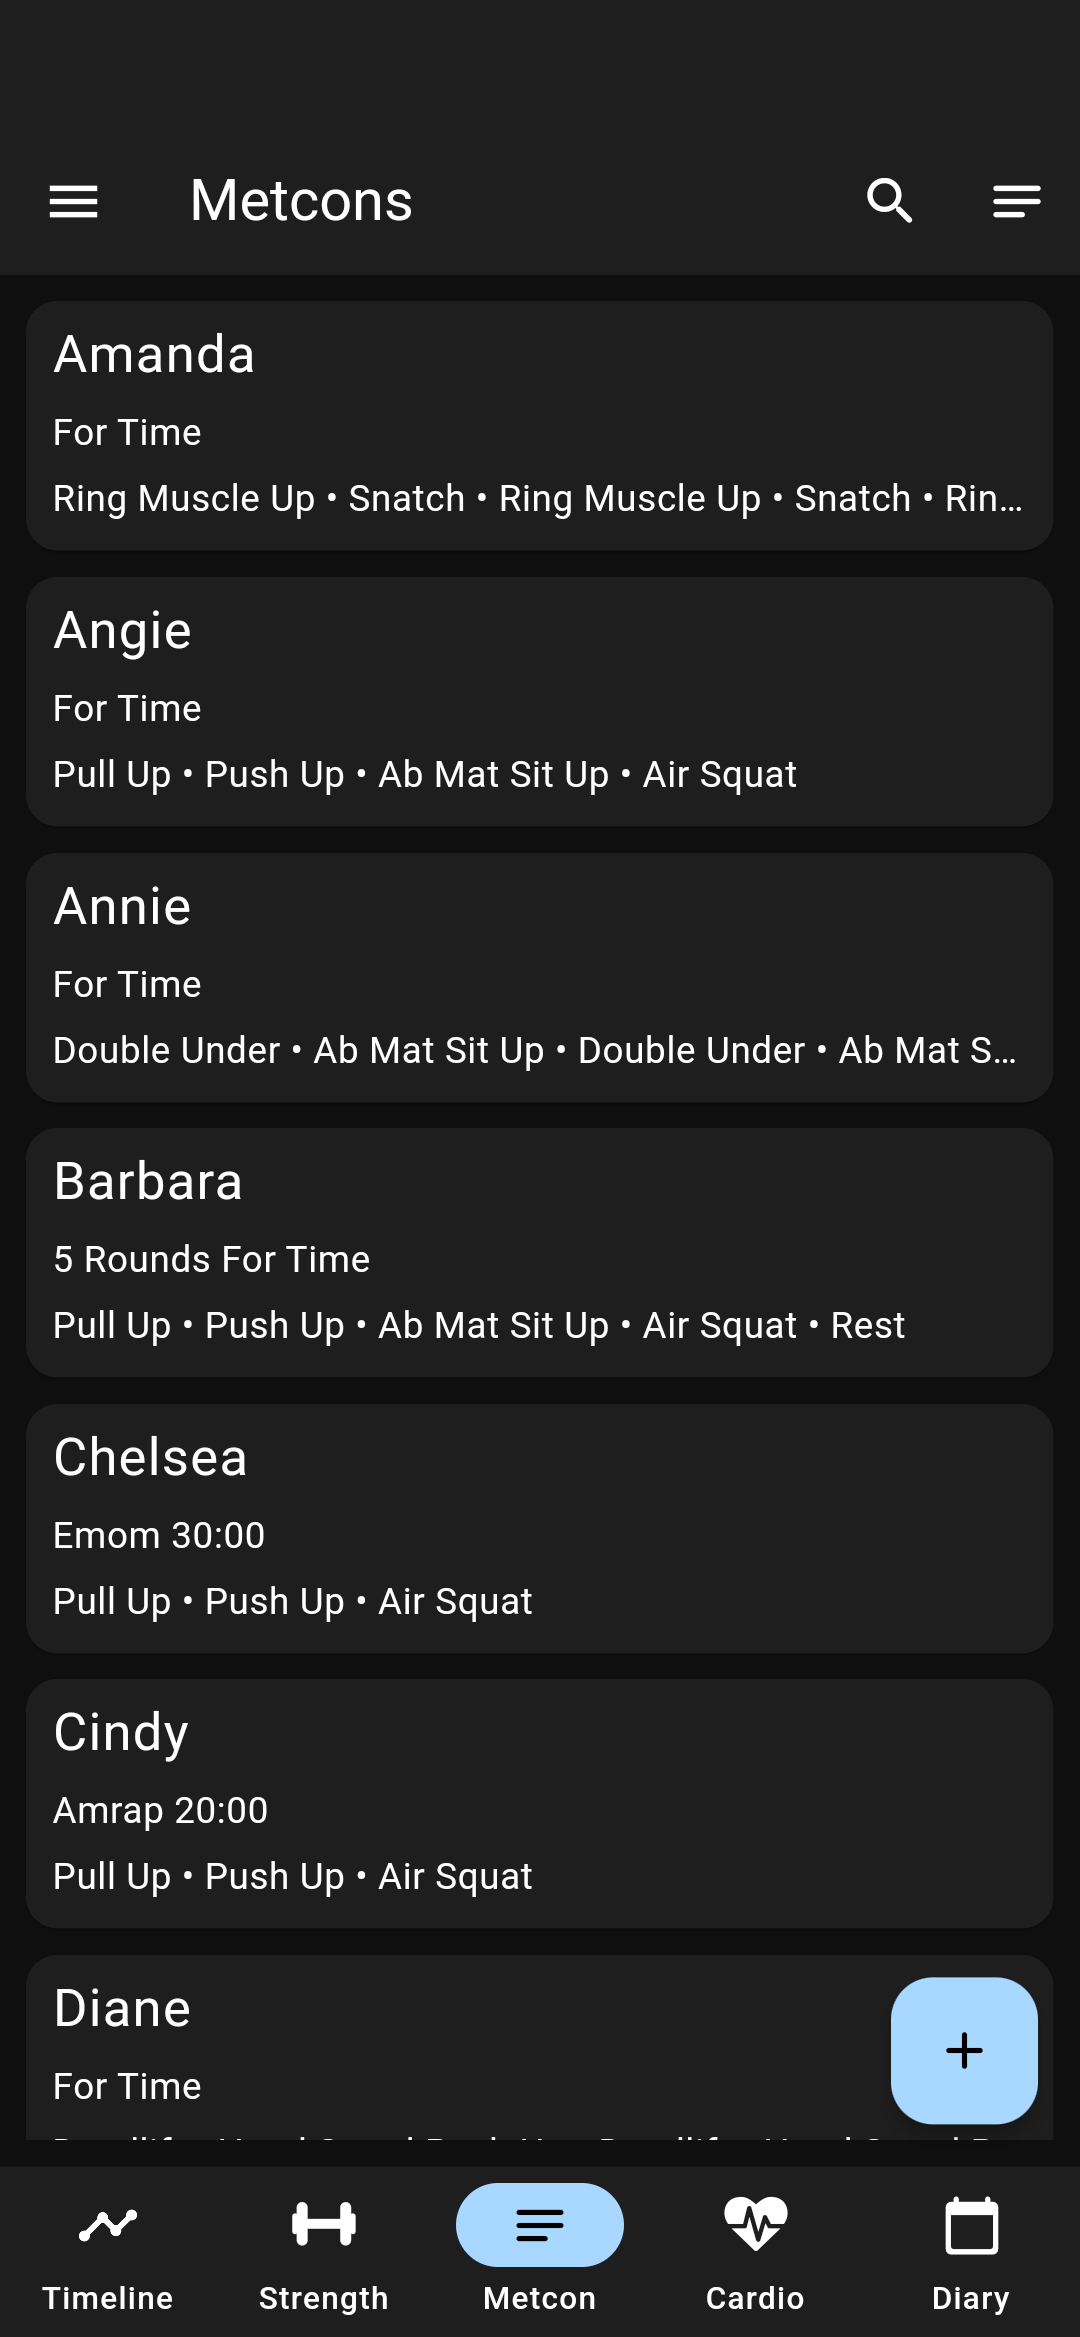 Metcons
Amanda
For Time
Ring Muscle Up • Snatch • Ring Muscle Up • Snatch • Rin...
Angie
For Time
Pull Up • Push Up • Ab Mat Sit Up • Air Squat
Annie
For Time
Double Under • Ab Mat Sit Up • Double Under • Ab Mat S...
Barbara
5 Rounds For Time
Pull Up • Push Up • Ab Mat Sit Up • Air Squat • Rest
Chelsea
Emom 30:00
Pull Up • Push Up • Air Squat
Cindy
Amrap 20:00
Pull Up • Push Up • Air Squat
Diane
For Time
Timeline
Strength
Metcon
Cardio
Diary